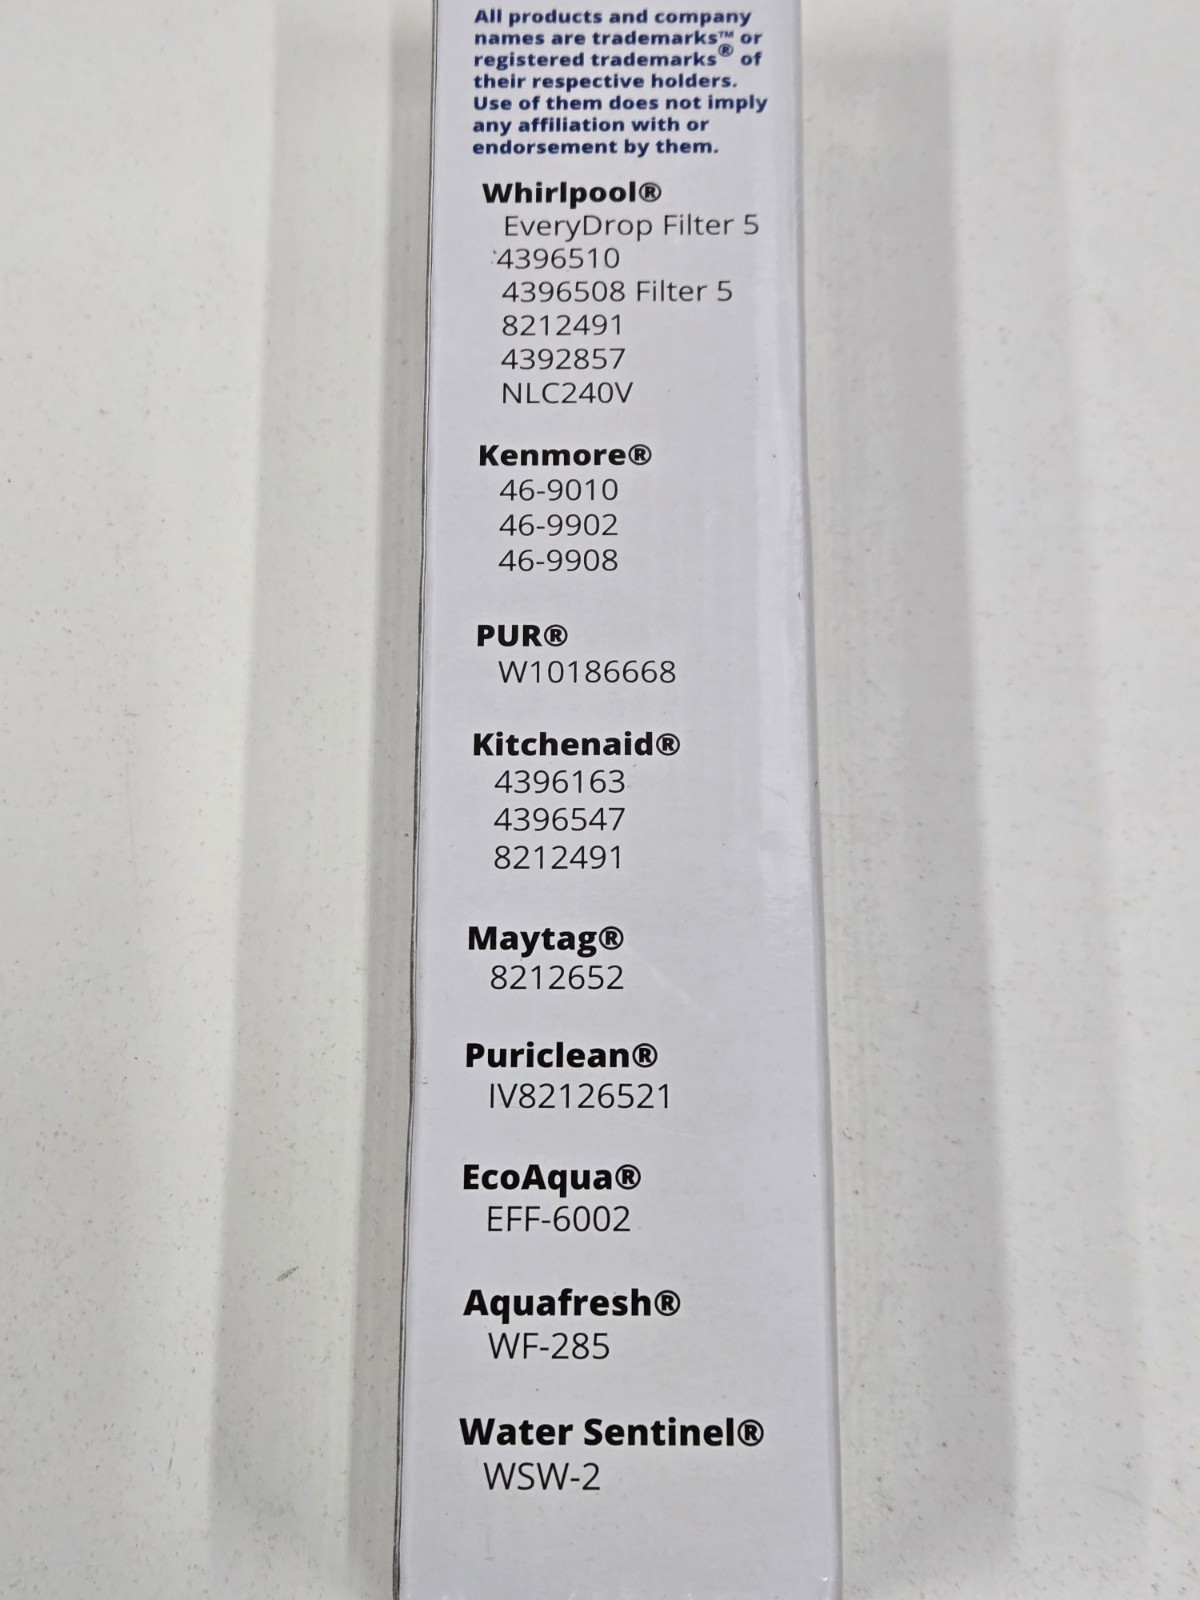 All products and company
names are trademarks™ or
registered trademarks® of
their respective holders.
Use of them does not imply
any affiliation with or
endorsement by them.
Whirlpool®
EveryDrop Filter 5
4396510
4396508 Filter 5
8212491
4392857
NLC240V
Kenmore®
46-9010
46-9902
46-9908
PUR®
W10186668
Kitchenaid®
4396163
4396547
8212491
Maytag®
8212652
Puriclean®
IV82126521
EcoAqua®
EFF-6002
Aquafresh®
WF-285
Water Sentinel®
WSW-2